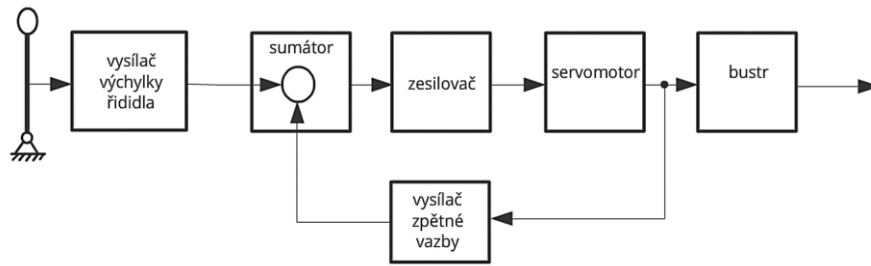 vysílač
výchylky
řídidla
sumátor
zesilovač
servomotor
bustr
vysílač
zpětné
vazby